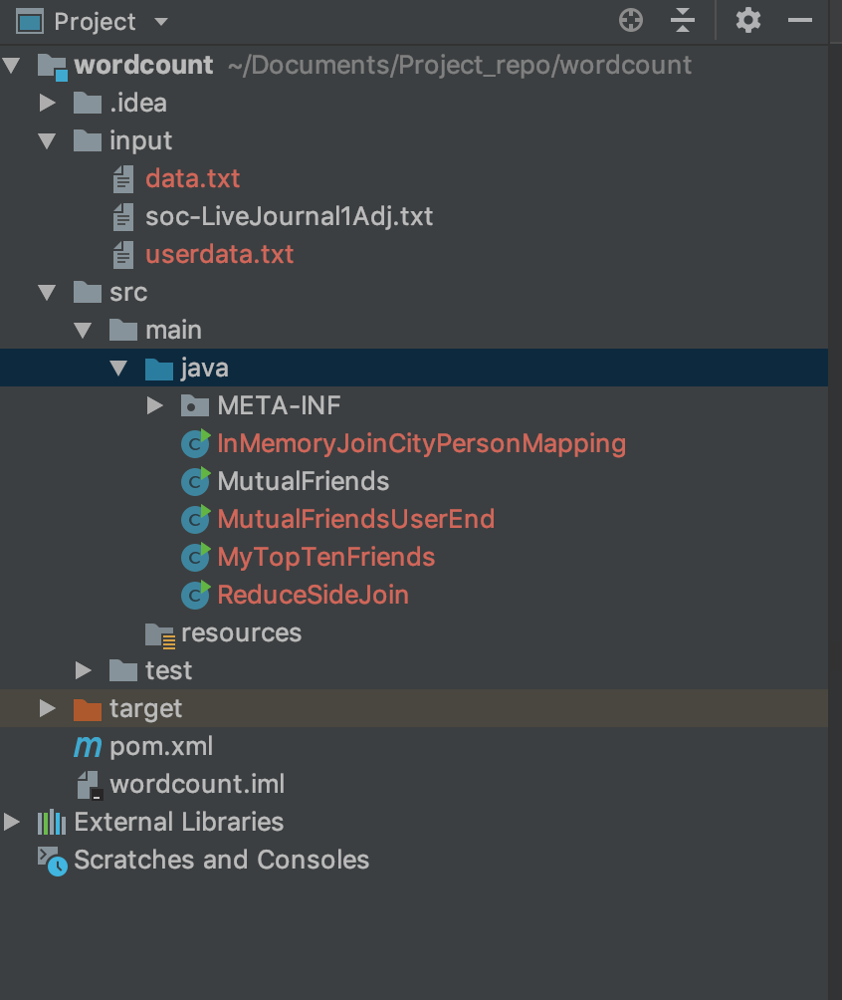 Project
wordcount ~/Documents/Project_repo/wordcount
.idea
input
data.txt
soc-LiveJournal1Adj.txt
userdata.txt
src
main
java
META-INF
C InMemoryJoinCityPersonMapping
C MutualFriends
C MutualFriendsUserEnd
C MyTopTenFriends
C ReduceSideJoin
resources
test
target
m pom.xml
wordcount.iml
External Libraries
Scratches and Consoles